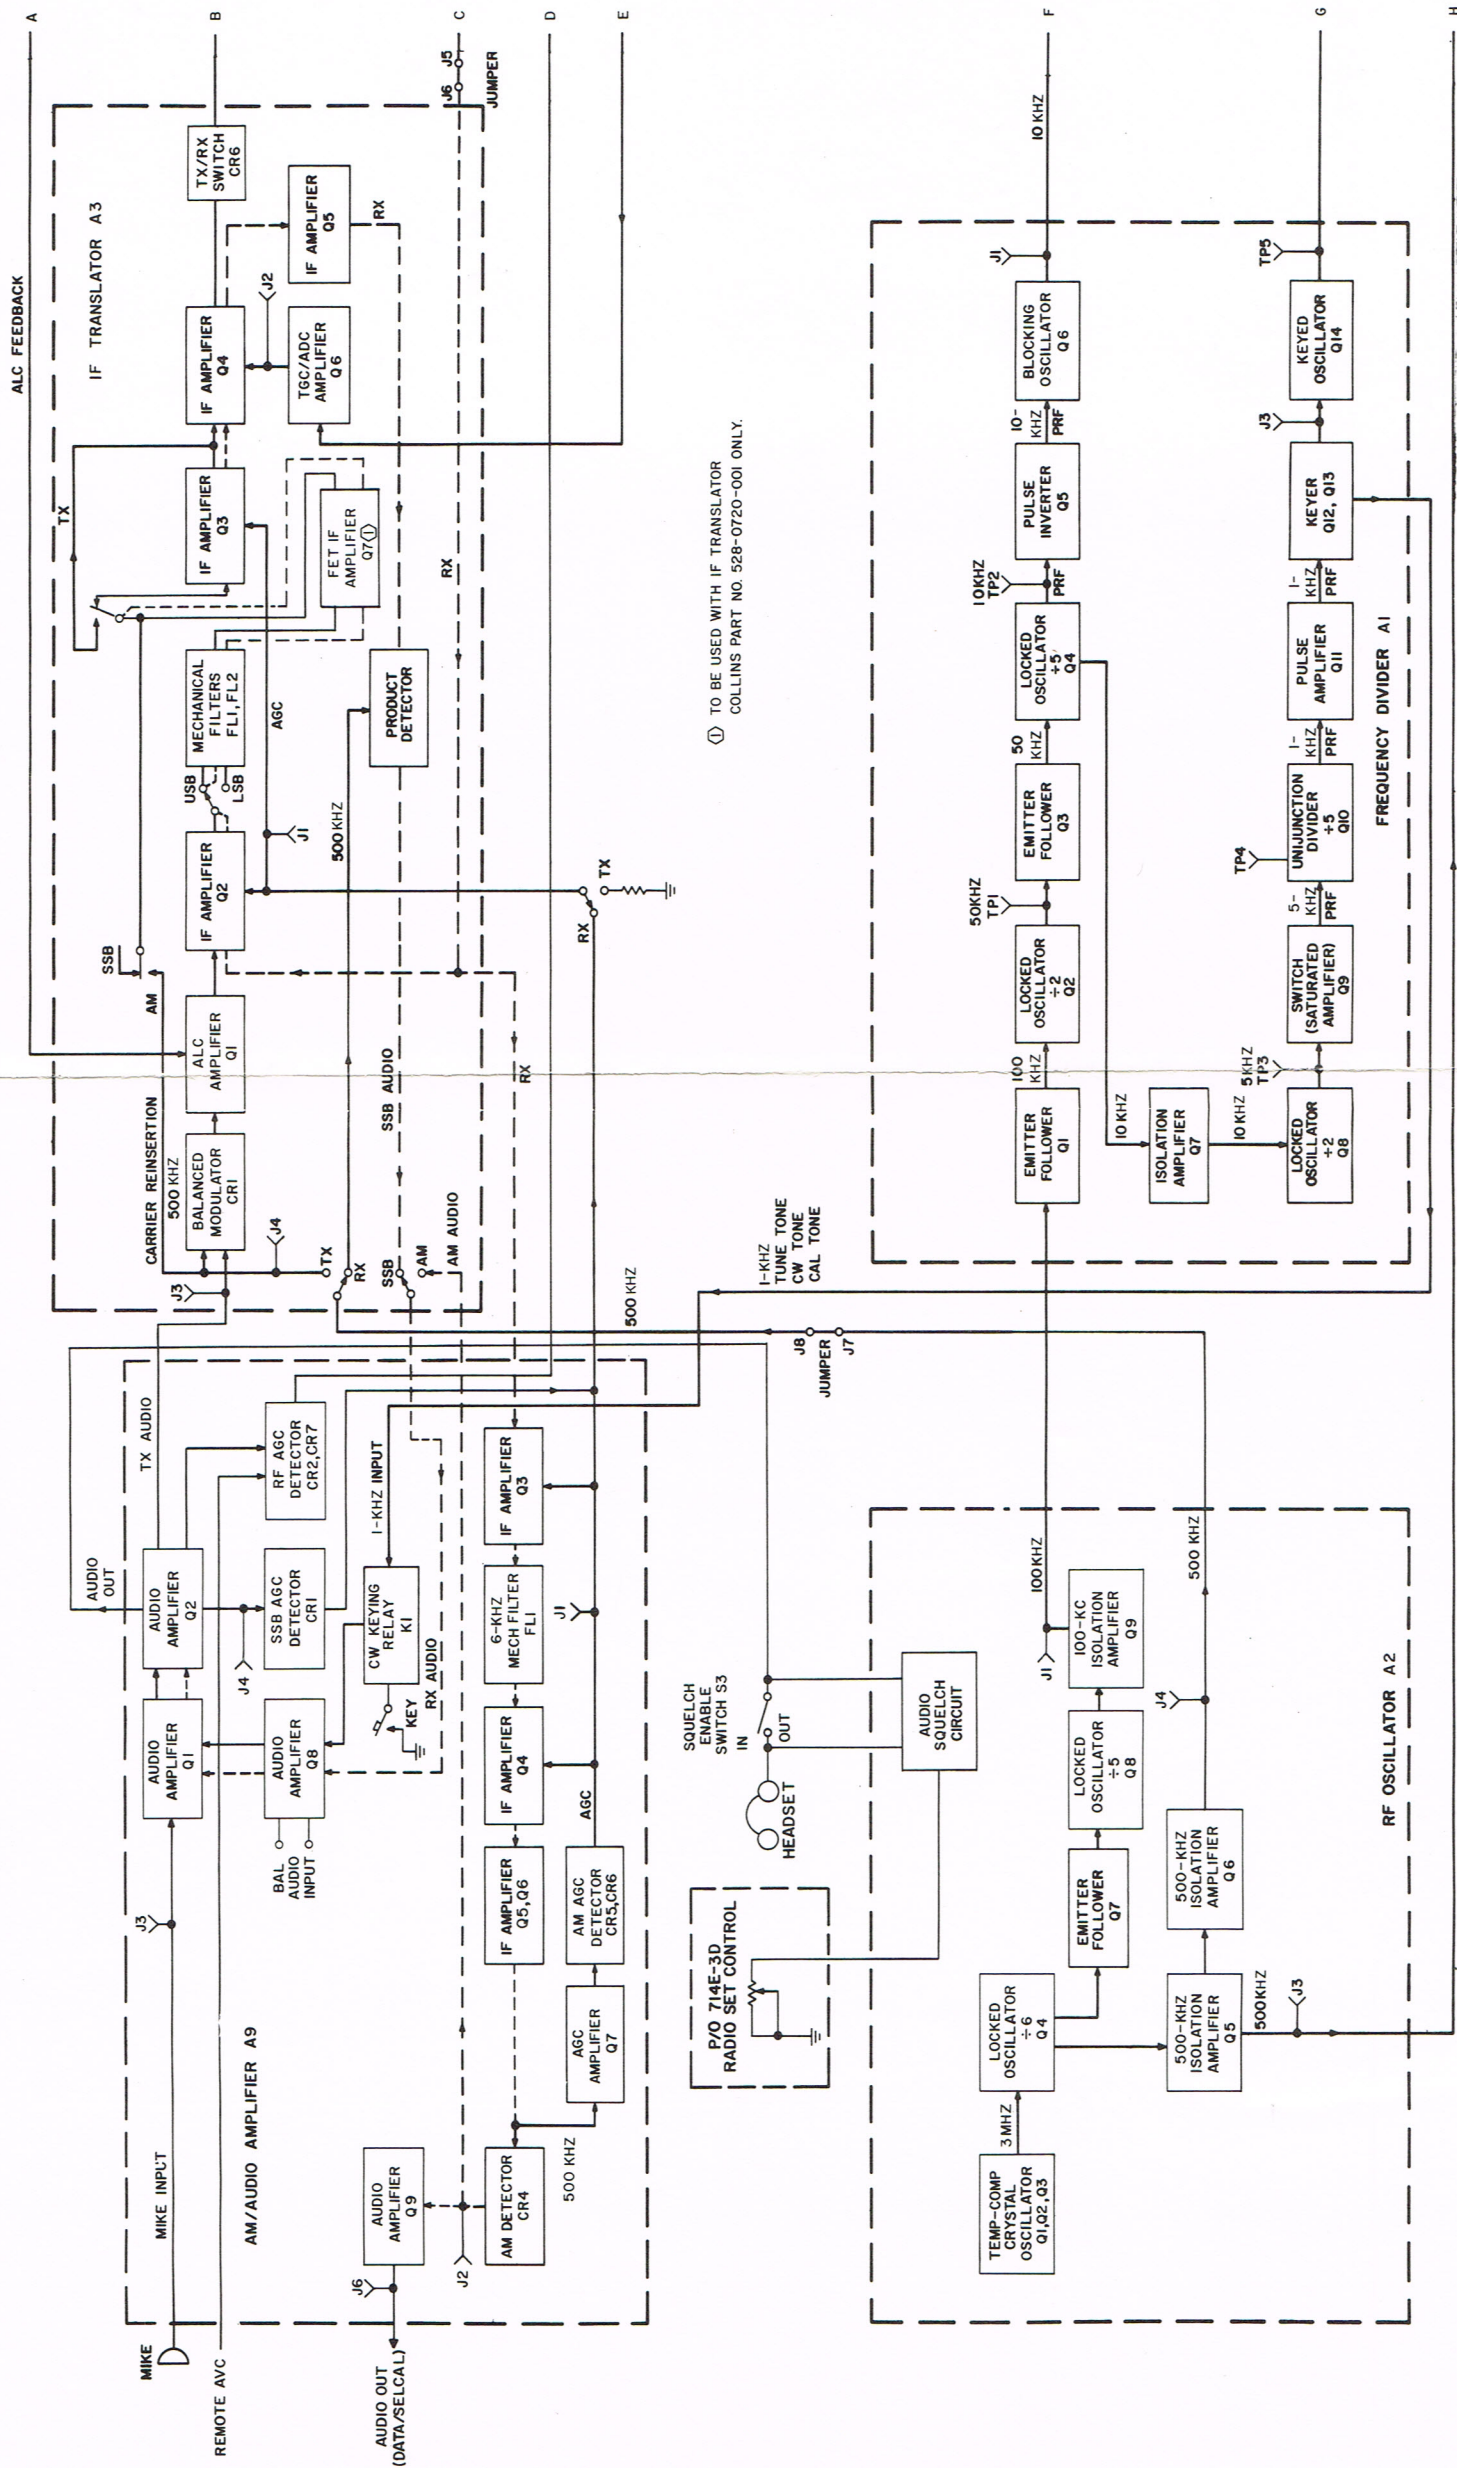 A
ALC FEEDBACK
B
C
D
E
F
G
H
IF TRANSLATOR A3
TX/RX
SWITCH
CR6
J6
J5
JUMPER
IF AMPLIFIER
Q5
RX
IF AMPLIFIER
Q4
J2
TGC/ADC
AMPLIFIER
Q6
TX
IF AMPLIFIER
Q3
FET IF
AMPLIFIER
Q7 1
MECHANICAL
FILTERS
FL1, FL2
USB
LSB
AGC
J1
RX
PRODUCT
DETECTOR
500 KHZ
IF AMPLIFIER
Q2
SSB
AM
TX
RX
ALC
AMPLIFIER
Q1
SSB AUDIO
RX
CARRIER REINSERTION
500 KHZ
BALANCED
MODULATOR
CR1
J3
J4
TX
RX
SSB
AM
AM AUDIO
1 TO BE USED WITH IF TRANSLATOR
COLLINS PART NO. 528-0720-001 ONLY.
AM/AUDIO AMPLIFIER A9
MIKE
MIKE INPUT
J3
REMOTE AVC
AUDIO OUT
(DATA/SELCAL)
J6
AUDIO
AMPLIFIER
Q9
J2
AM DETECTOR
CR4
500 KHZ
AUDIO
AMPLIFIER
Q1
AUDIO
AMPLIFIER
Q2
AUDIO
OUT
TX AUDIO
RF AGC
DETECTOR
CR2, CR7
SSB AGC
DETECTOR
CR1
J4
AUDIO
AMPLIFIER
Q8
BAL
AUDIO
INPUT
CW KEYING
RELAY
K1
KEY
RX AUDIO
1-KHZ INPUT
IF AMPLIFIER
Q3
6-KHZ
MECH FILTER
FL1
IF AMPLIFIER
Q4
IF AMPLIFIER
Q5, Q6
J1
AGC
AM AGC
DETECTOR
CR5, CR6
AGC
AMPLIFIER
Q7
500 KHZ
1-KHZ
TUNE TONE
CW TONE
CAL TONE
J8
JUMPER
J7
SQUELCH
ENABLE
SWITCH S3
IN
OUT
HEADSET
AUDIO
SQUELCH
CIRCUIT
P/O 714E-3D
RADIO SET CONTROL
RF OSCILLATOR A2
TEMP-COMP
CRYSTAL
OSCILLATOR
Q1, Q2, Q3
3 MHZ
LOCKED
OSCILLATOR
÷6
Q4
500-KHZ
ISOLATION
AMPLIFIER
Q5
500KHZ
J3
EMITTER
FOLLOWER
Q7
500-KHZ
ISOLATION
AMPLIFIER
Q6
LOCKED
OSCILLATOR
÷5
Q8
100-KC
ISOLATION
AMPLIFIER
Q9
J1
100KHZ
J4
500 KHZ
FREQUENCY DIVIDER A1
EMITTER
FOLLOWER
Q1
100
KHZ
LOCKED
OSCILLATOR
÷2
Q2
50KHZ
TP1
EMITTER
FOLLOWER
Q3
50
KHZ
LOCKED
OSCILLATOR
÷5
Q4
10KHZ
TP2
PRF
PULSE
INVERTER
Q5
10-
KHZ
PRF
BLOCKING
OSCILLATOR
Q6
J1
10 KHZ
10 KHZ
ISOLATION
AMPLIFIER
Q7
10 KHZ
LOCKED
OSCILLATOR
÷2
Q8
5 KHZ
TP3
SWITCH
(SATURATED
AMPLIFIER)
Q9
5-
KHZ
PRF
TP4
UNIJUNCTION
DIVIDER
÷5
Q10
1-
KHZ
PRF
PULSE
AMPLIFIER
Q11
1-
KHZ
PRF
KEYER
Q12, Q13
J3
KEYED
OSCILLATOR
Q14
TP5